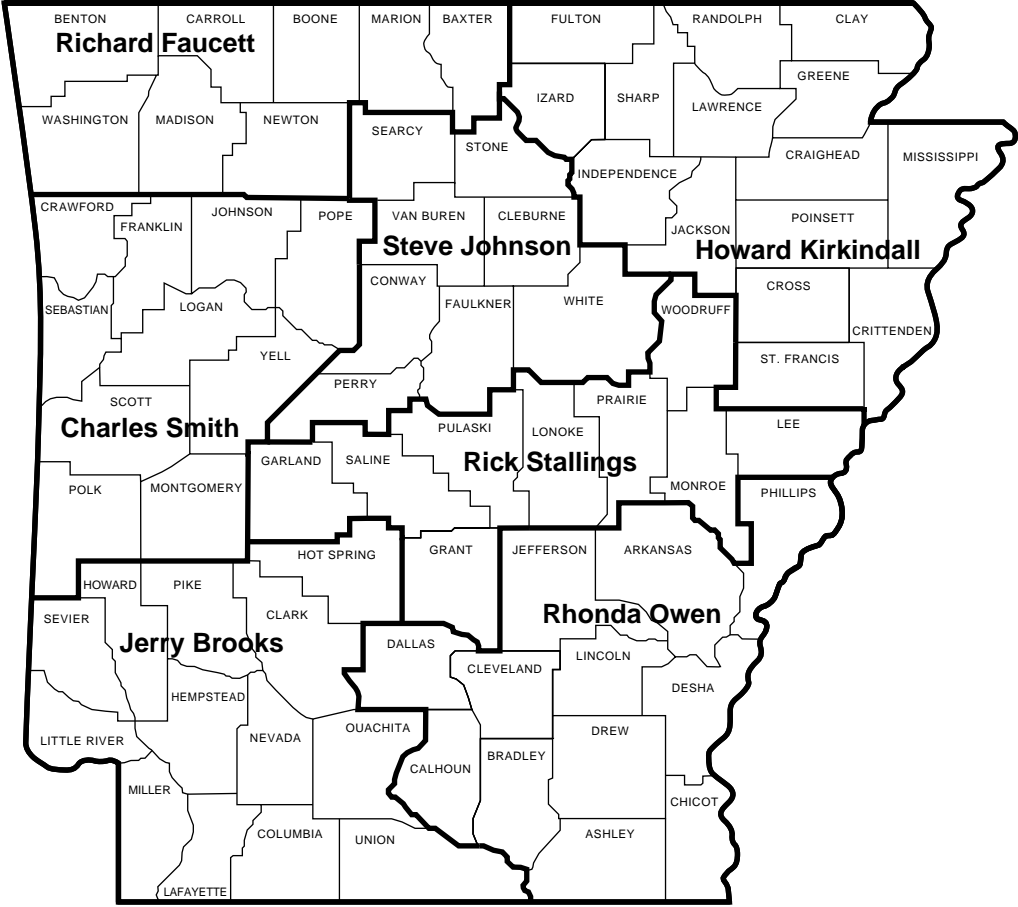 BENTON CARROLL BOONE MARION BAXTER FULTON RANDOLPH CLAY
Richard Faucett
GREENE
IZARD SHARP LAWRENCE
WASHINGTON MADISON NEWTON
SEARCY STONE
CRAIGHEAD MISSISSIPPI
INDEPENDENCE
CRAWFORD FRANKLIN JOHNSON POPE VAN BUREN CLEBURNE
POINSETT
JACKSON
Steve Johnson Howard Kirkindall
CONWAY CROSS
SEBASTIAN LOGAN FAULKNER WHITE WOODRUFF
CRITTENDEN
YELL ST. FRANCIS
PERRY
SCOTT PRAIRIE
Charles Smith PULASKI LONOKE LEE
GARLAND SALINE Rick Stallings
POLK MONTGOMERY MONROE PHILLIPS
HOT SPRING GRANT JEFFERSON ARKANSAS
HOWARD PIKE
SEVIER CLARK Rhonda Owen
Jerry Brooks DALLAS
CLEVELAND LINCOLN
HEMPSTEAD DESHA
LITTLE RIVER NEVADA OUACHITA DREW
BRADLEY
CALHOUN
MILLER CHICOT
COLUMBIA UNION ASHLEY
LAFAYETTE